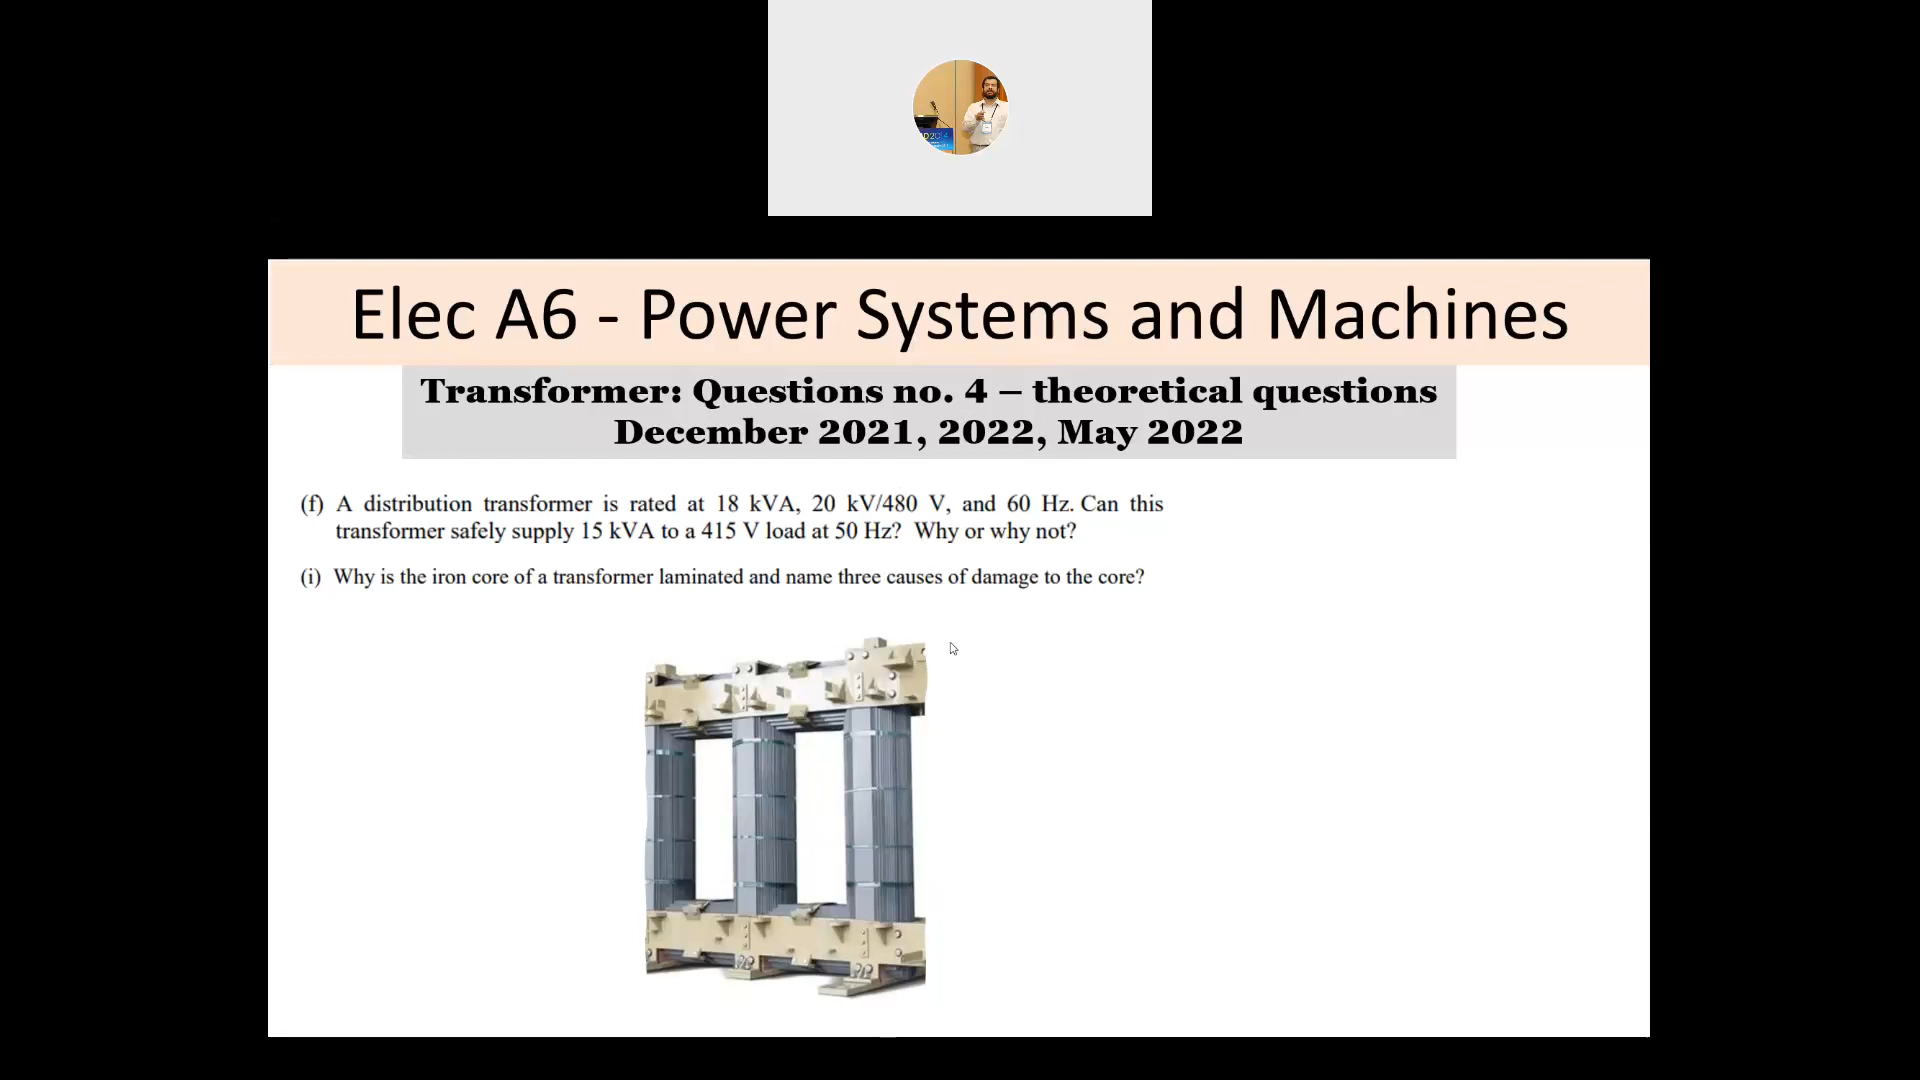 Elec A6 - Power Systems and Machines
Transformer: Questions no. 4 – theoretical questions
December 2021, 2022, May 2022
(f) A distribution transformer is rated at 18 kVA, 20 kV/480 V, and 60 Hz. Can this
transformer safely supply 15 kVA to a 415 V load at 50 Hz? Why or why not?
(i) Why is the iron core of a transformer laminated and name three causes of damage to the core?